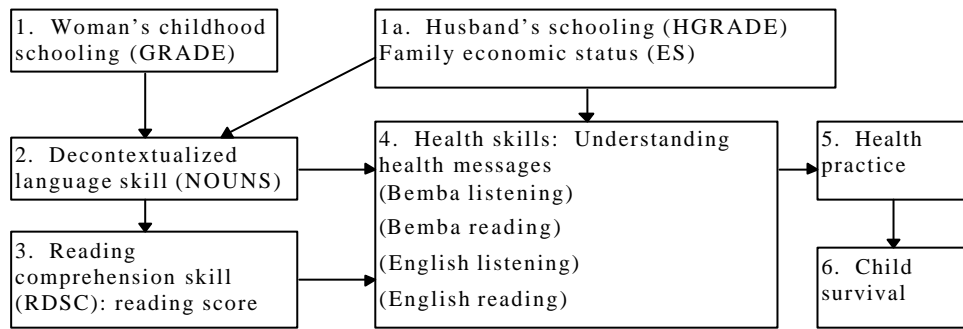 1. Woman's childhood
schooling (GRADE)
1a. Husband's schooling (HGRADE)
Family economic status (ES)
2. Decontextualized
language skill (NOUNS)
3. Reading
comprehension skill
(RDSC): reading score
4. Health skills: Understanding
health messages
(Bemba listening)
(Bemba reading)
(English listening)
(English reading)
5. Health
practice
6. Child
survival